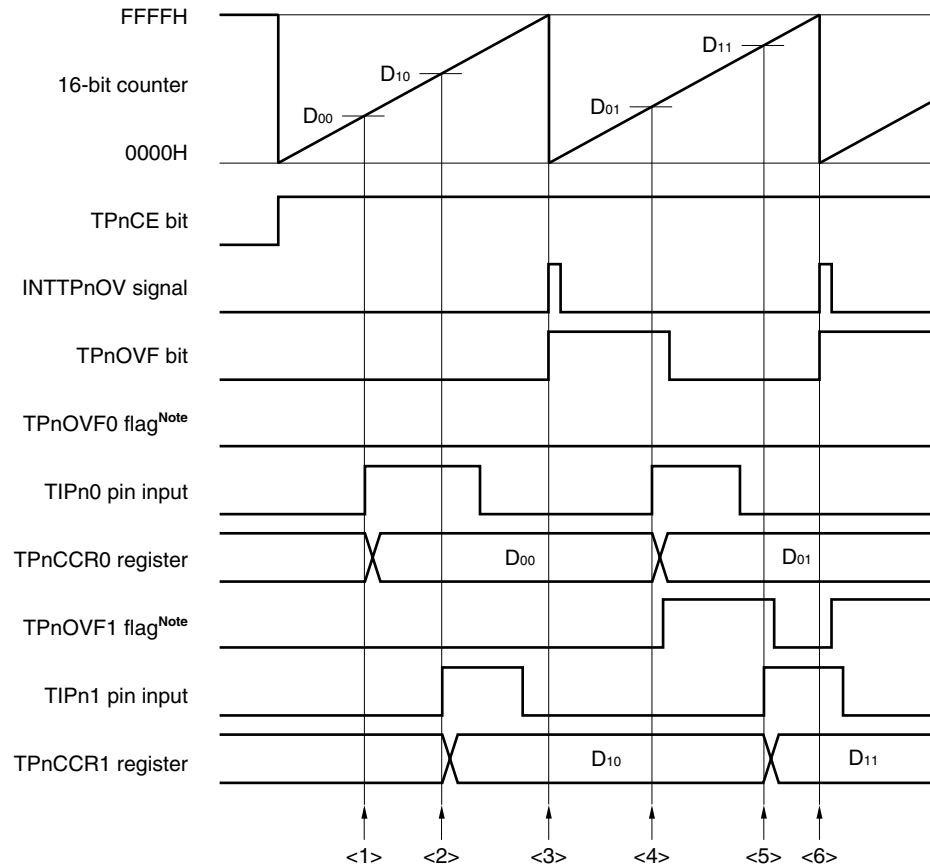 FFFFH
16-bit counter
0000H
D00
D10
D01
D11
TPnCE bit
INTTPnOV signal
TPnOVF bit
TPnOVF0 flagNote
TIPn0 pin input
TPnCCR0 register
D00
D01
TPnOVF1 flagNote
TIPn1 pin input
TPnCCR1 register
D10
D11
<1> <2> <3> <4> <5> <6>